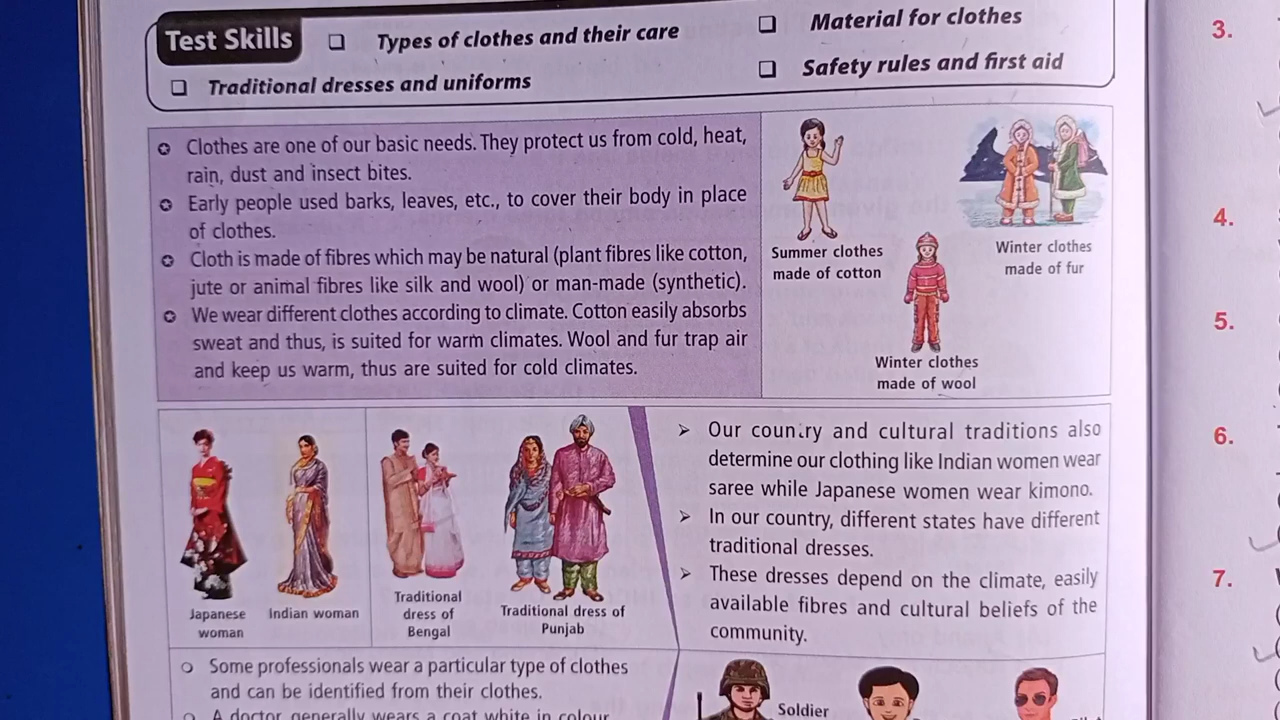 Test Skills
❑ Types of clothes and their care
❑ Material for clothes
❑ Traditional dresses and uniforms
❑ Safety rules and first aid
Clothes are one of our basic needs. They protect us from cold, heat,
rain, dust and insect bites.
Early people used barks, leaves, etc., to cover their body in place
of clothes.
Cloth is made of fibres which may be natural (plant fibres like cotton,
jute or animal fibres like silk and wool) or man-made (synthetic).
We wear different clothes according to climate. Cotton easily absorbs
sweat and thus, is suited for warm climates. Wool and fur trap air
and keep us warm, thus are suited for cold climates.
Summer clothes
made of cotton
Winter clothes
made of fur
Winter clothes
made of wool
Japanese
woman
Indian woman
Traditional
dress of
Bengal
Traditional dress of
Punjab
➢ Our country and cultural traditions also
determine our clothing like Indian women wear
saree while Japanese women wear kimono.
➢ In our country, different states have different
traditional dresses.
➢ These dresses depend on the climate, easily
available fibres and cultural beliefs of the
community.
Some professionals wear a particular type of clothes
and can be identified from their clothes.
A doctor generally wears a coat white in colour
Soldier
3.
4.
5.
6.
7.